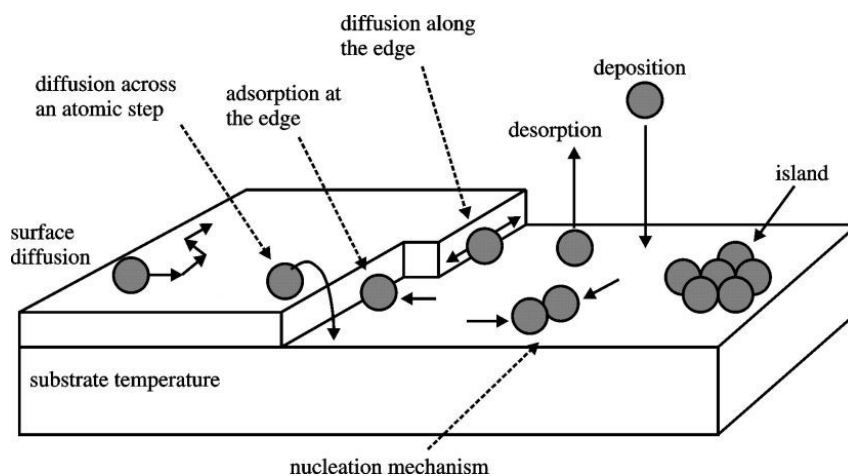 diffusion along
the edge
deposition
diffusion across
an atomic step
adsorption at
the edge
desorption
island
surface
diffusion
substrate temperature
nucleation mechanism